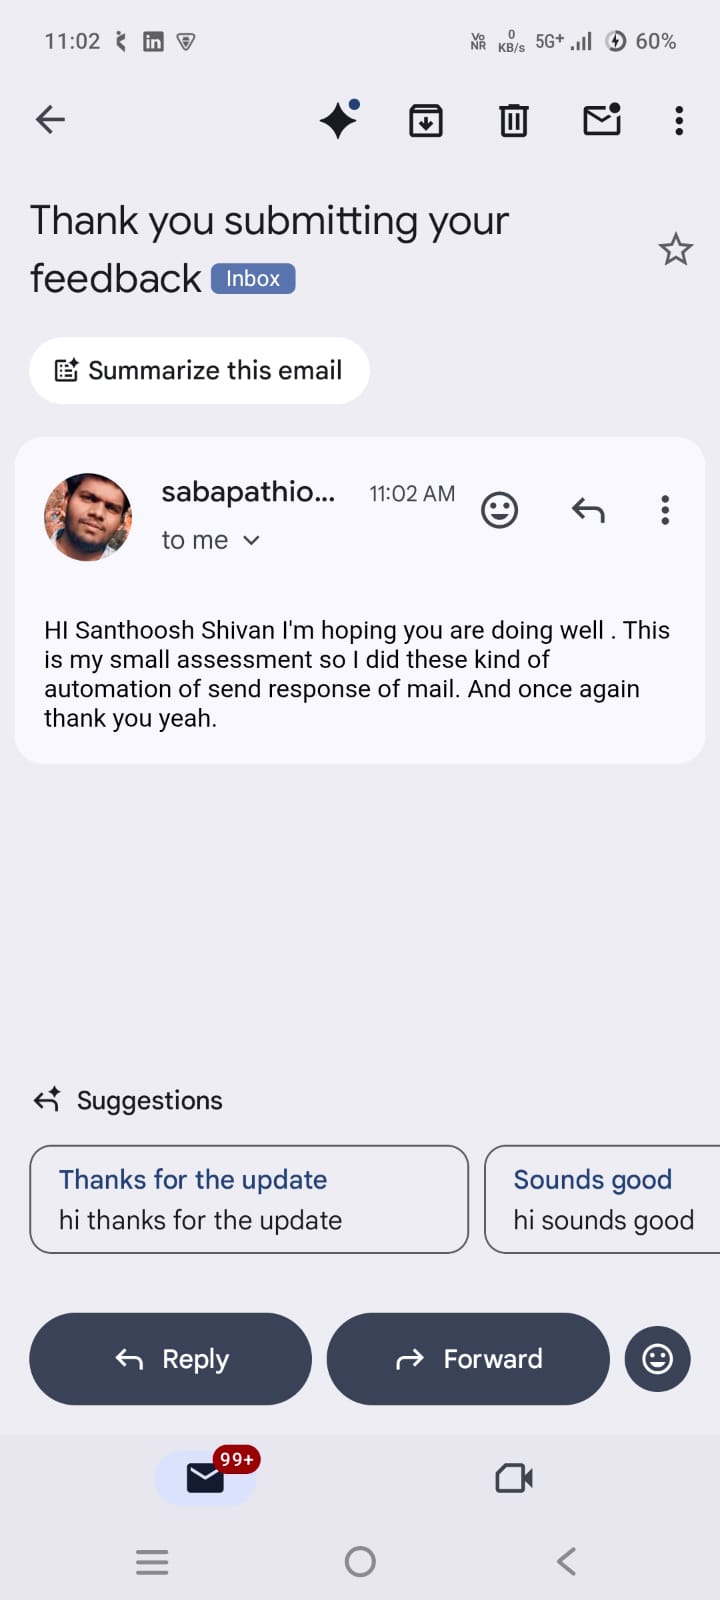 11:02
Vo
NR
0
KB/s
5G+
60%
Thank you submitting your
feedback
Inbox
Summarize this email
sabapathio...
11:02 AM
to me
HI Santhoosh Shivan I'm hoping you are doing well . This
is my small assessment so I did these kind of
automation of send response of mail. And once again
thank you yeah.
Suggestions
Thanks for the update
hi thanks for the update
Sounds good
hi sounds good
Reply
Forward
99+